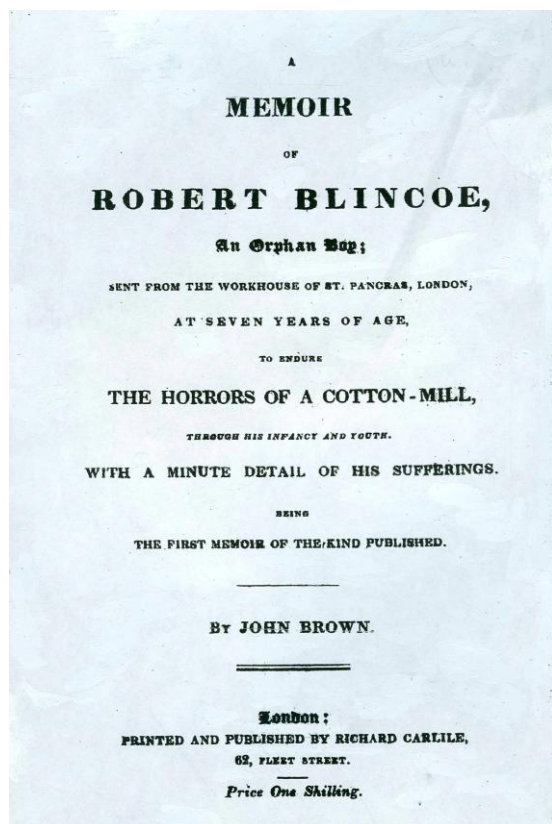 A
MEMOIR
OF
ROBERT BLINCOE,
An Orphan Boy;
SENT FROM THE WORKHOUSE OF ST. PANCRAS, LONDON,
AT SEVEN YEARS OF AGE,
TO ENDURE
THE HORRORS OF A COTTON-MILL,
THROUGH HIS INFANCY AND YOUTH.
WITH A MINUTE DETAIL OF HIS SUFFERINGS.
BEING
THE FIRST MEMOIR OF THE KIND PUBLISHED.
BY JOHN BROWN.
London:
PRINTED AND PUBLISHED BY RICHARD CARLILE,
62, FLEET STREET.
Price One Shilling.